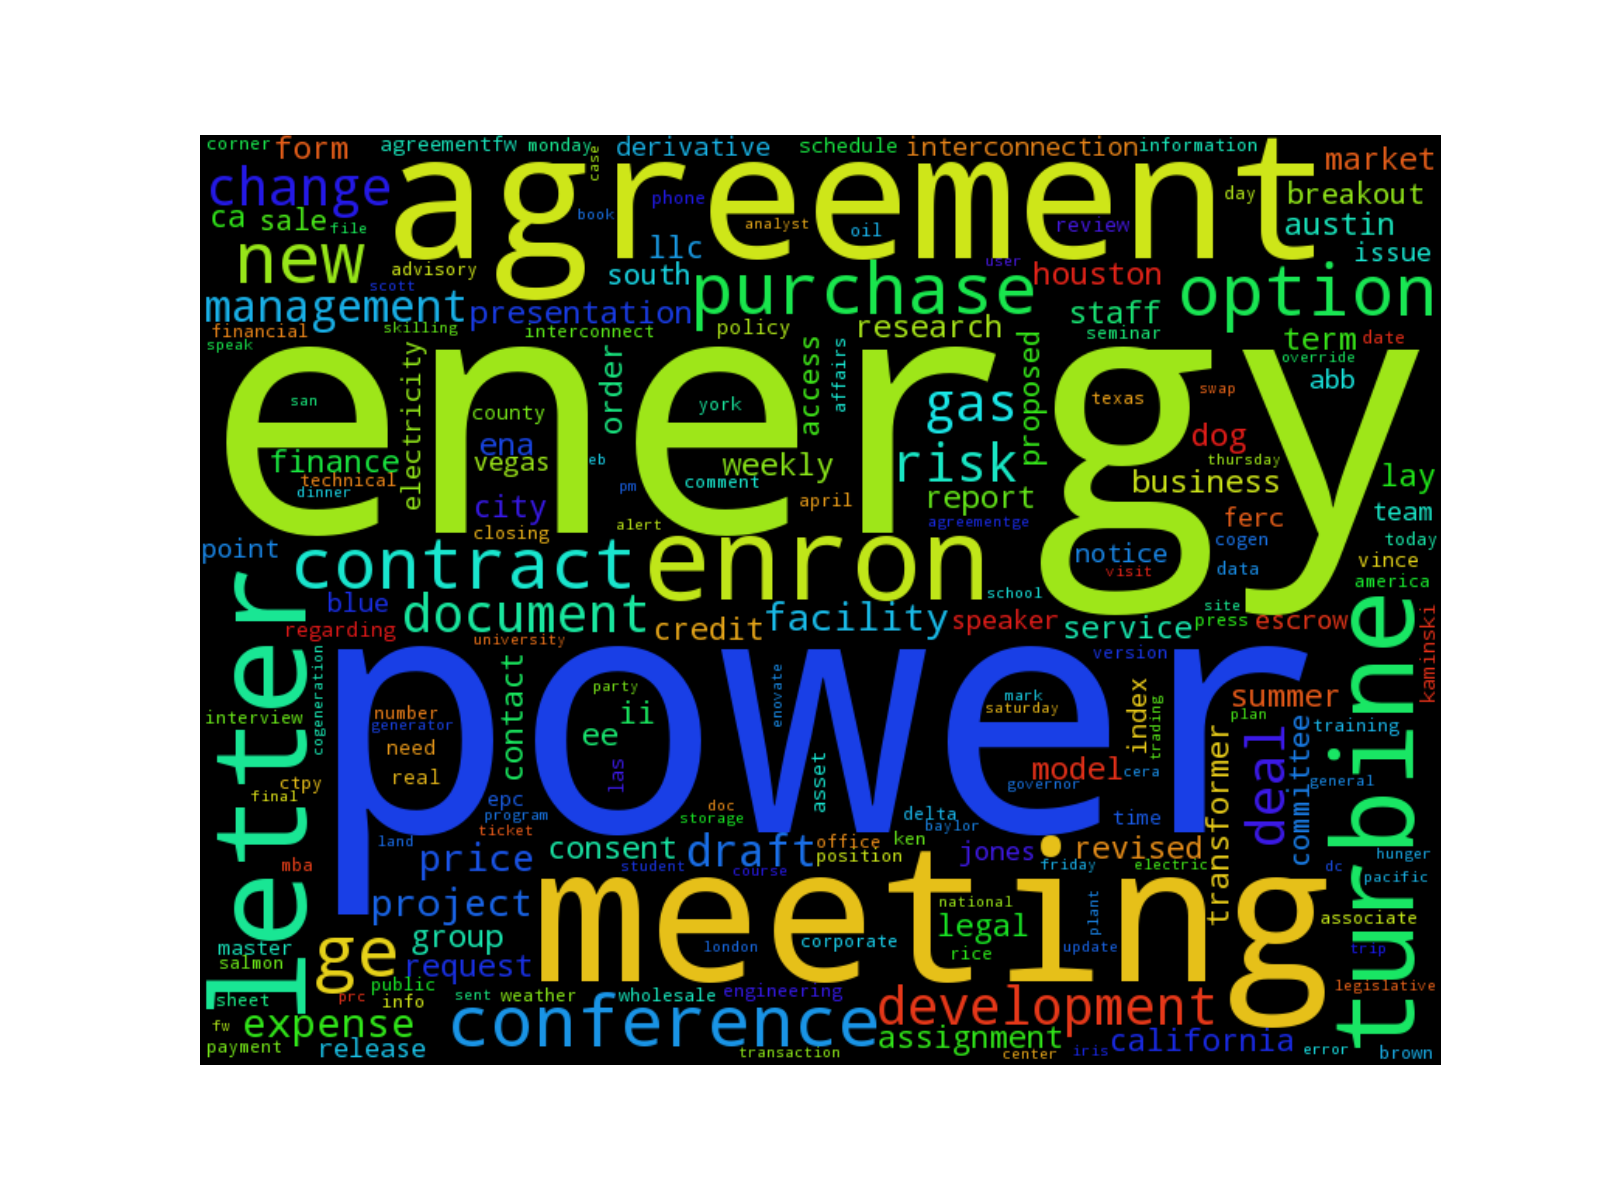 corner form agreementfw monday case derivative schedule interconnection information market
change agreement day breakout
ca sale file book phone analyst oil review austin
new llc issue
advisory south user houston
scott purchase option
management presentation staff
financial skilling interconnect policy research seminar term date
speak override
energy
electricity order access affairs proposed
san county york gas texas swap abb
ena dog
finance vegas eb weekly risk thursday lay
technical comment business
dinner pm april report
city alert agreementge ferc team
closing
point contract enron notice cogen today
visit data vince
school america
blue document facility site
regarding university credit speaker service press escrow kaminski
letter power turbine
cogeneration contact party enovate version
interview number ii mark index trading summer
generator saturday plan training
need ee transformer deal committee
real las asset model cera general
ctpy governor
final epc doc delta time
program storage baylor
ticket
land price consent draft office ken jones revised hunger
mba position friday electric dc
student course pacific
project meeting national plant associate
master group legal
salmon ge request london corporate rice update trip
public engineering legislative
sheet prc info sent weather wholesale development
fw expense conference assignment california
payment release transaction center iris error brown